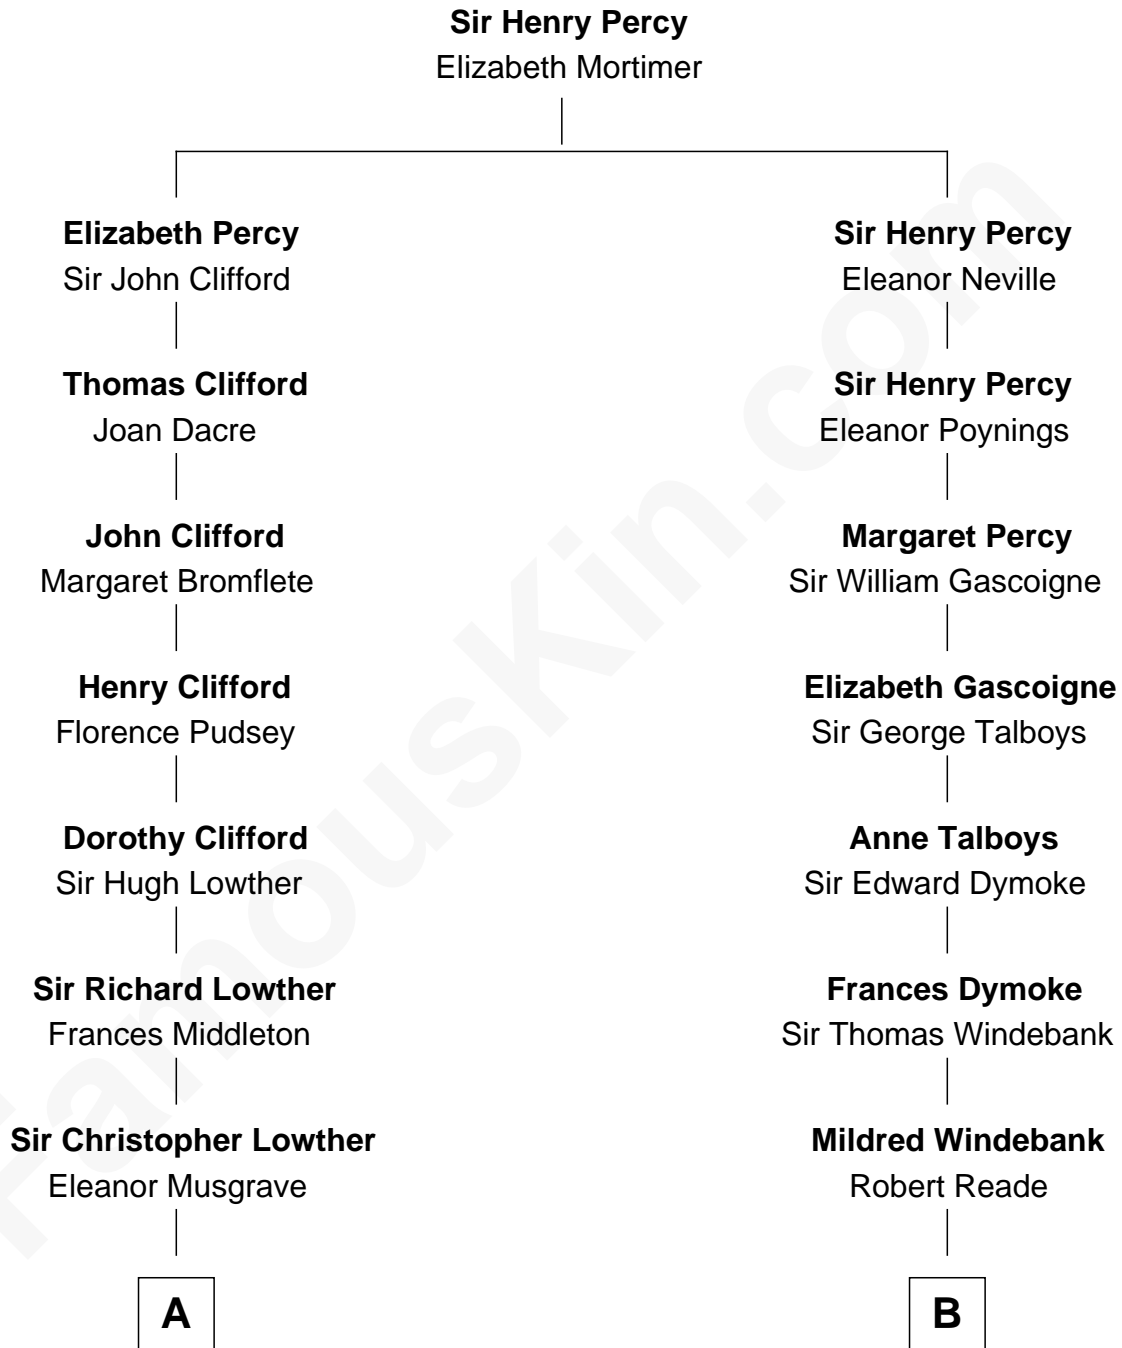 Sir Henry Percy
Elizabeth Mortimer
Elizabeth Percy
Sir John Clifford
Sir Henry Percy
Eleanor Neville
Thomas Clifford
Joan Dacre
Sir Henry Percy
Eleanor Poynings
John Clifford
Margaret Bromflete
Margaret Percy
Sir William Gascoigne
Henry Clifford
Florence Pudsey
Elizabeth Gascoigne
Sir George Talboys
Dorothy Clifford
Sir Hugh Lowther
Anne Talboys
Sir Edward Dymoke
Sir Richard Lowther
Frances Middleton
Frances Dymoke
Sir Thomas Windebank
Sir Christopher Lowther
Eleanor Musgrave
Mildred Windebank
Robert Reade
A
B
FamousKin.com